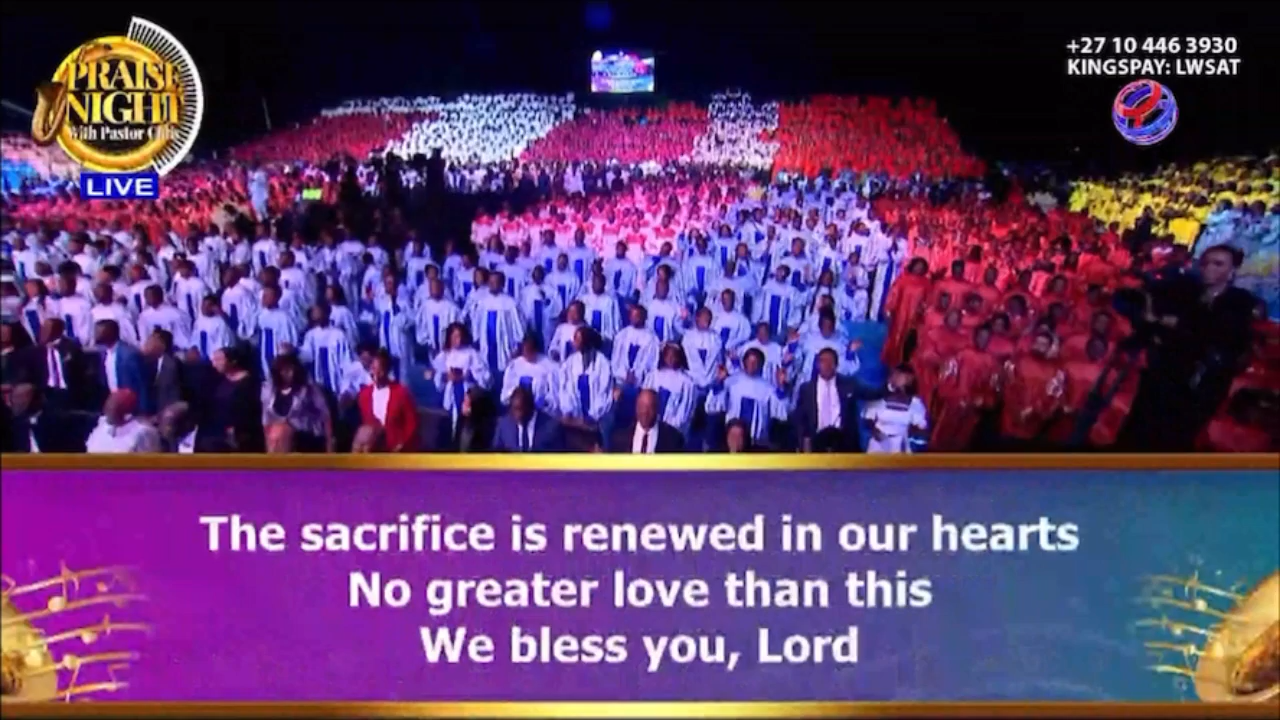 PRAISE
NIGHT
With Pastor Chris
LIVE
+27 10 446 3930
KINGSPAY: LWSAT
The sacrifice is renewed in our hearts
No greater love than this
We bless you, Lord